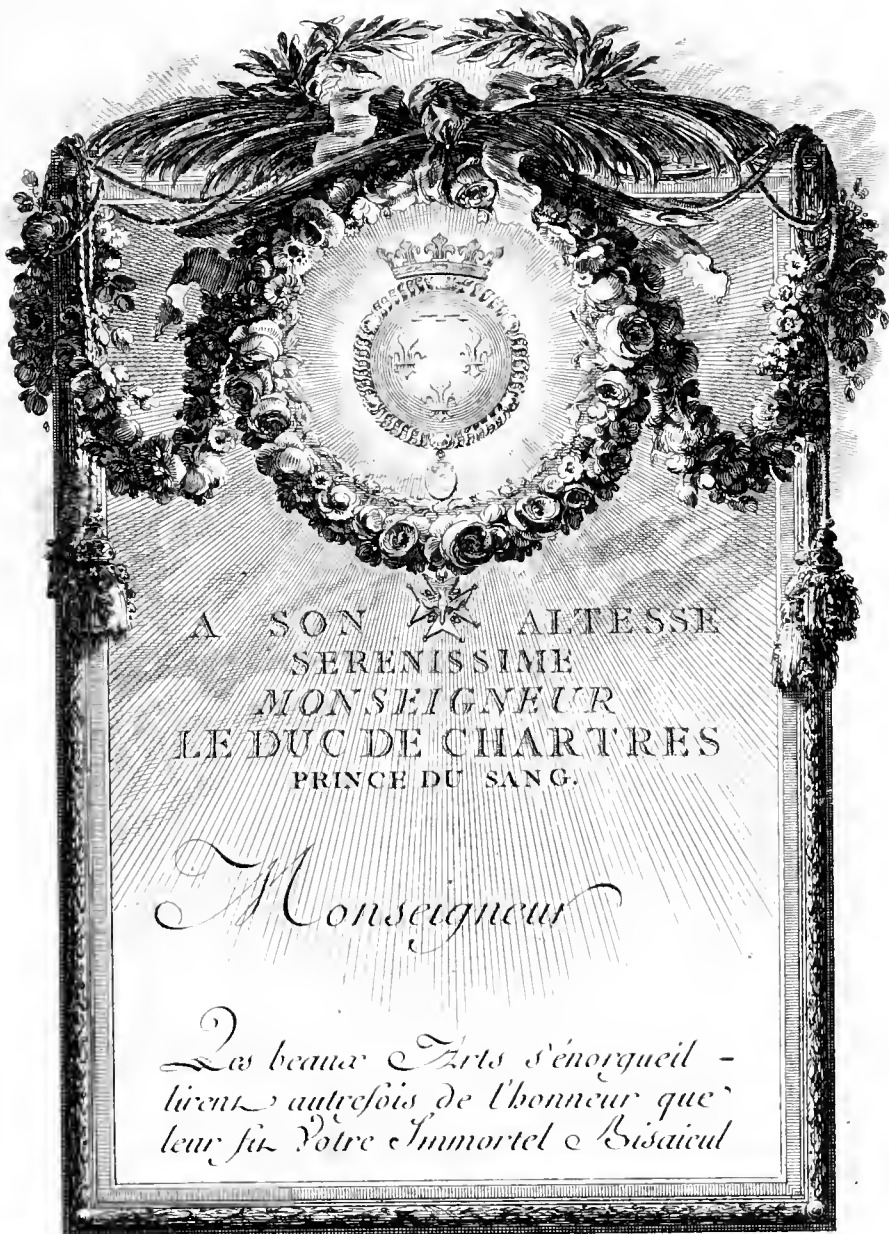 A SON ALTESSE
SERENISSIME
MONSEIGNEUR
LE DUC DE CHARTRES
PRINCE DU SANG.
Monseigneur
Les beaux Arts s'énorgueil -
lirent autrefois de l'honneur que
leur fit Votre Immortel Bisaieul